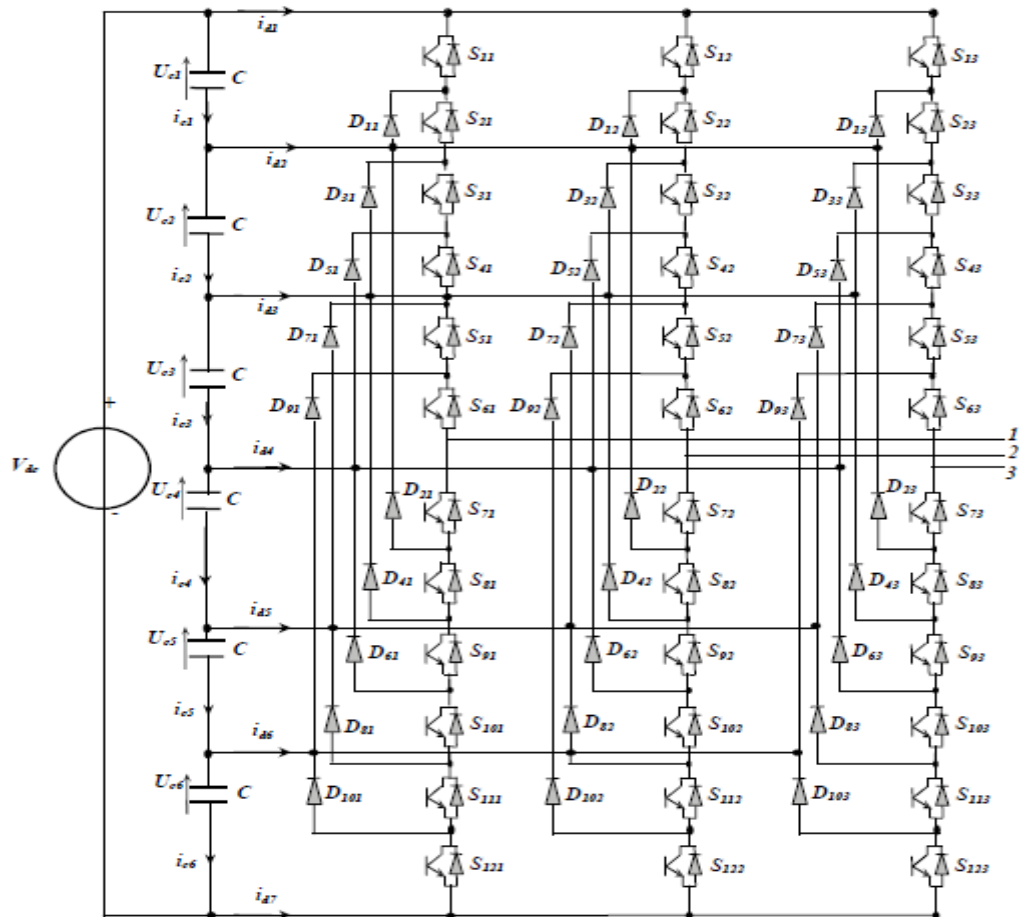 i_d1
S_11 S_12 S_13
U_c1 C
i_c1
D_11 S_21 D_12 S_22 D_13 S_23
i_d2
D_31 S_31 D_32 S_32 D_33 S_33
U_c2 C
D_51 S_41 D_52 S_42 D_53 S_43
i_c2
i_d3
D_71 S_51 D_72 S_52 D_73 S_53
U_c3 C
D_91 S_61 D_92 S_62 D_93 S_63
i_c3
+
1
i_d4
2
V_dc
3
U_c4 C
D_21 S_71 D_22 S_72 D_23 S_73
-
i_c4
D_41 S_81 D_42 S_82 D_43 S_83
i_d5
U_c5 C
D_61 S_91 D_62 S_92 D_63 S_93
i_c5
D_81 S_101 D_82 S_102 D_83 S_103
i_d6
U_c6 C
D_101 S_111 D_102 S_112 D_103 S_113
i_c6
S_121 S_122 S_123
i_d7